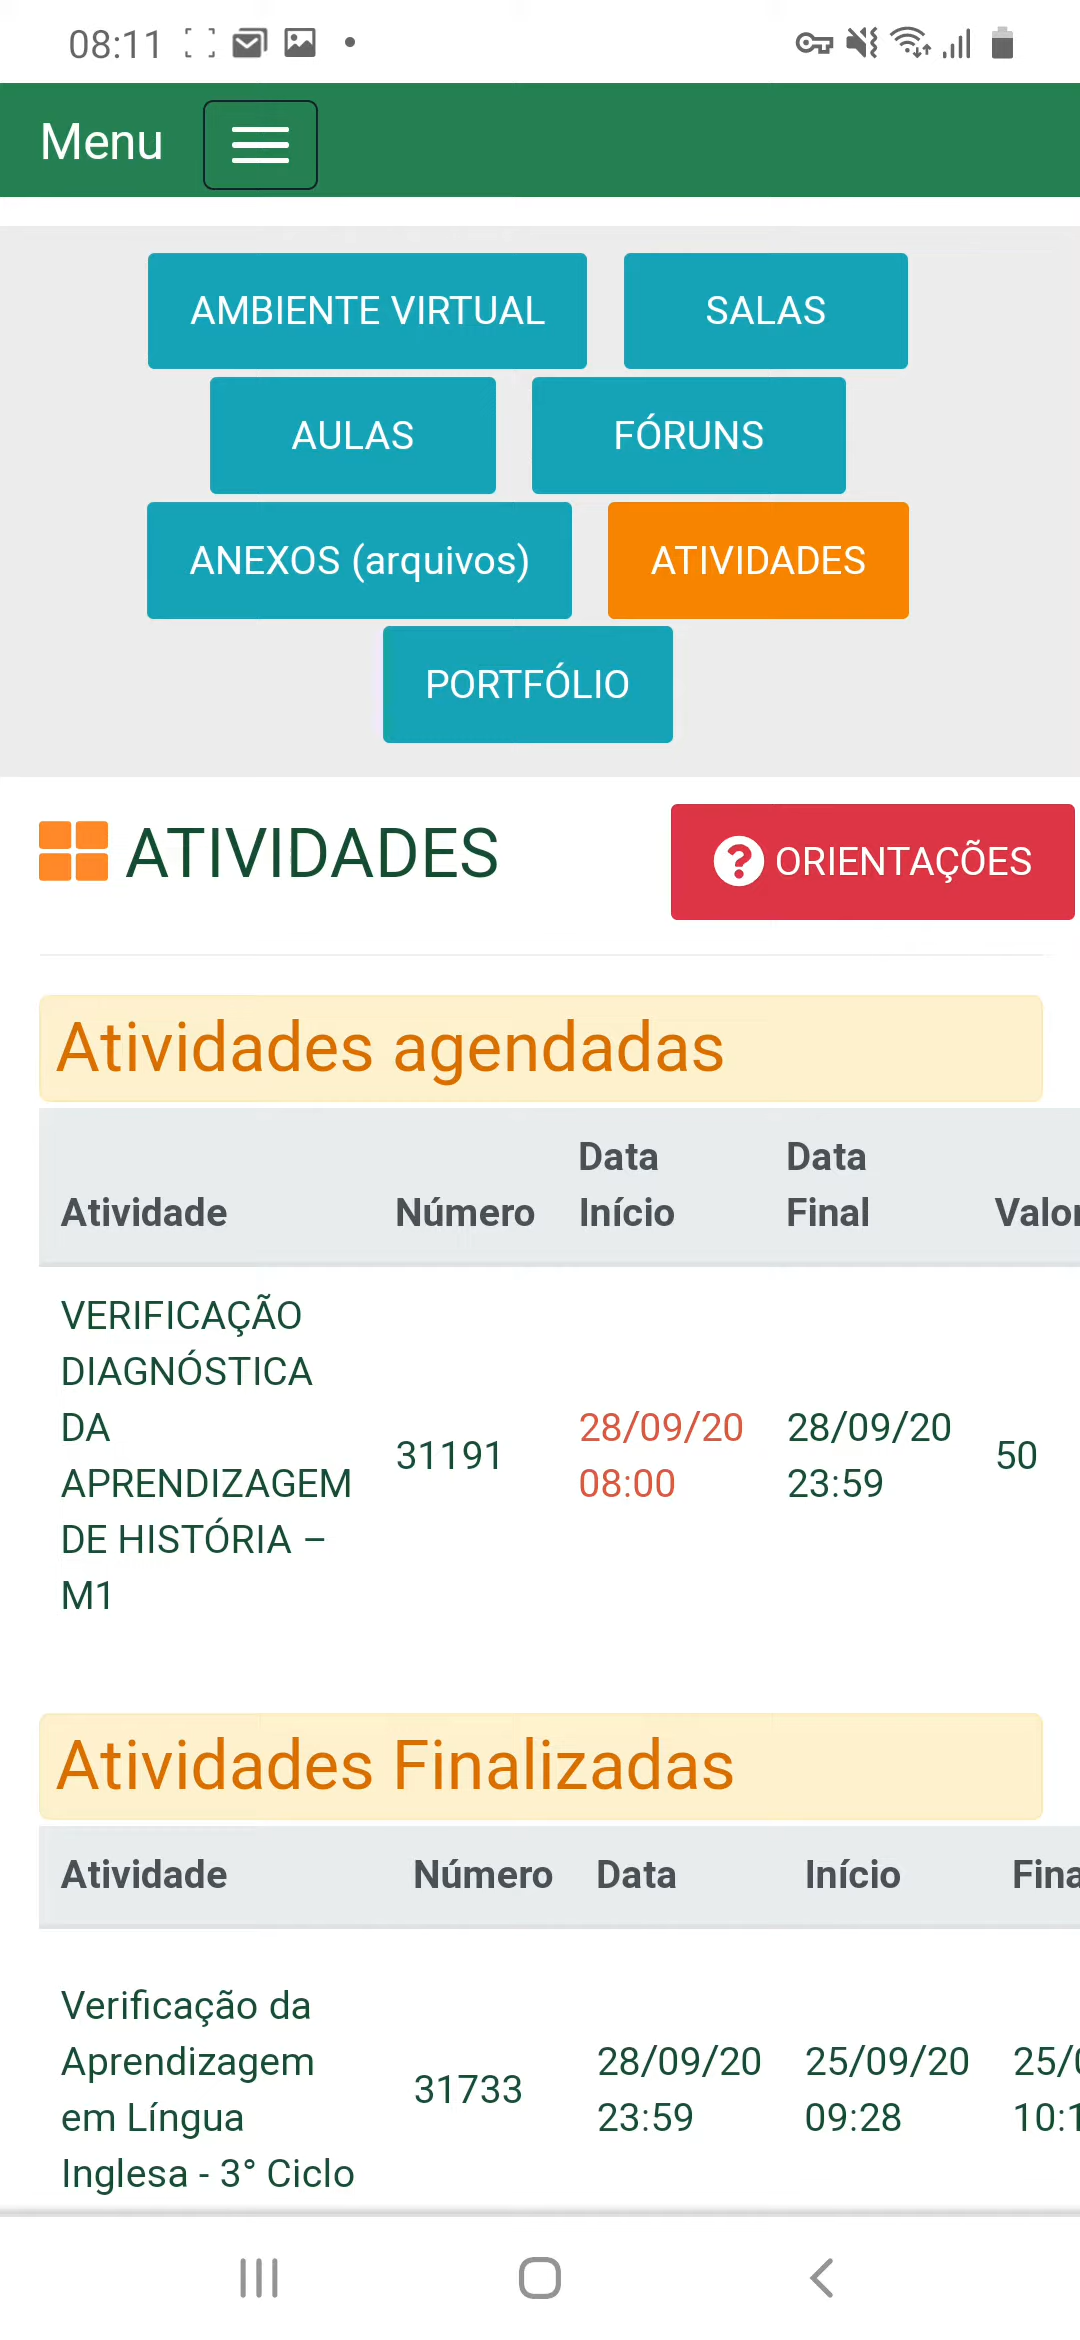 08:11
Menu
AMBIENTE VIRTUAL
SALAS
AULAS
FÓRUNS
ANEXOS (arquivos)
ATIVIDADES
PORTFÓLIO
ATIVIDADES
ORIENTAÇÕES
Atividades agendadas
Atividade Número Data Início Data Final Valor
VERIFICAÇÃO
DIAGNÓSTICA
DA
APRENDIZAGEM
DE HISTÓRIA –
M1
31191
28/09/20
08:00
28/09/20
23:59
50
Atividades Finalizadas
Atividade Número Data Início
Verificação da
Aprendizagem
em Língua
Inglesa - 3° Ciclo
31733
28/09/20
23:59
25/09/20
09:28